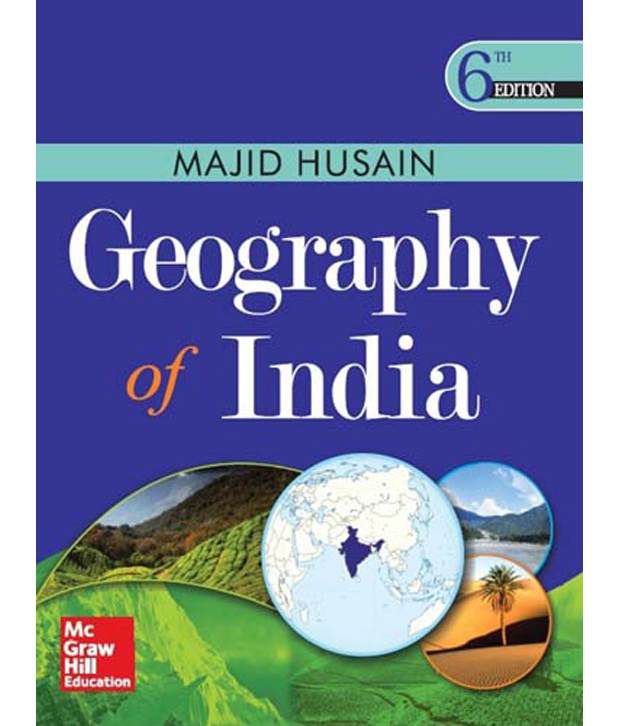 6TH
EDITION
MAJID HUSAIN
Geography
of India
Mc
Graw
Hill
Education